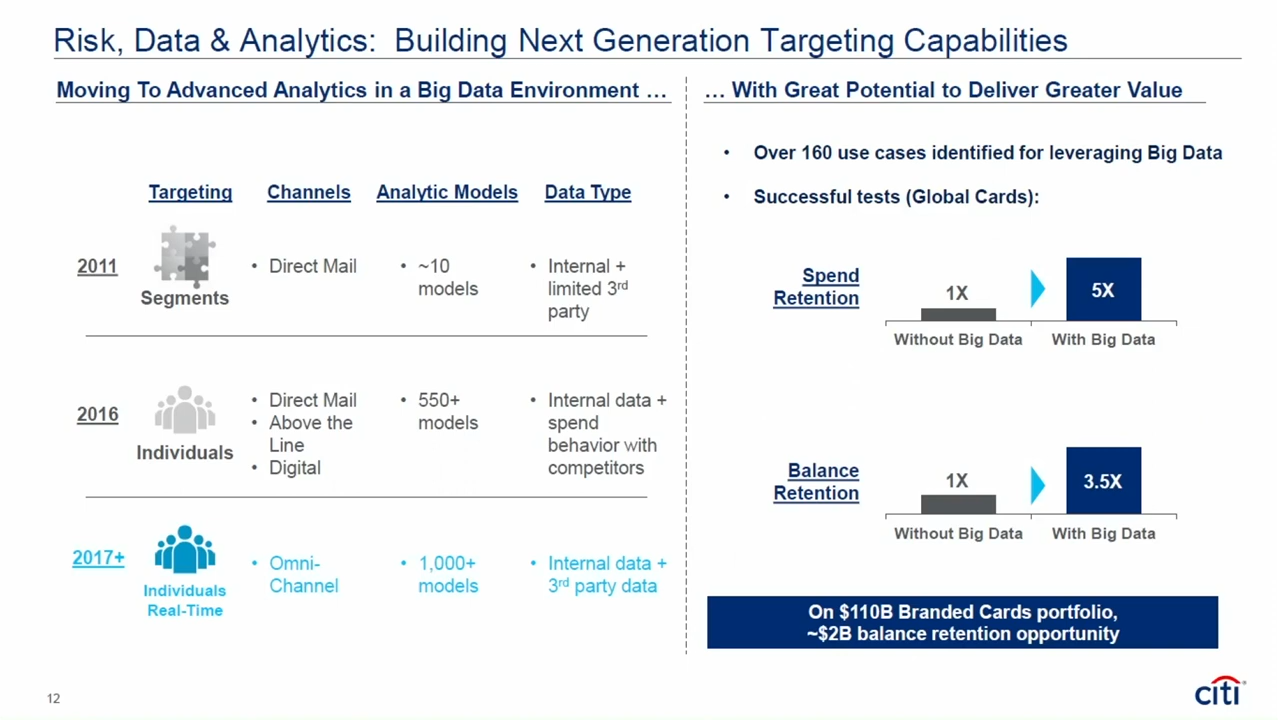 Risk, Data & Analytics: Building Next Generation Targeting Capabilities
Moving To Advanced Analytics in a Big Data Environment …
Targeting Channels Analytic Models Data Type
2011
Segments
• Direct Mail
• ~10
models
• Internal +
limited 3rd
party
2016
Individuals
• Direct Mail
• Above the
Line
• Digital
• 550+
models
• Internal data +
spend
behavior with
competitors
2017+
Individuals
Real-Time
• Omni-
Channel
• 1,000+
models
• Internal data +
3rd party data
… With Great Potential to Deliver Greater Value
• Over 160 use cases identified for leveraging Big Data
• Successful tests (Global Cards):
Spend
Retention
1X
5X
Without Big Data With Big Data
Balance
Retention
1X
3.5X
Without Big Data With Big Data
On $110B Branded Cards portfolio,
~$2B balance retention opportunity
12
citi